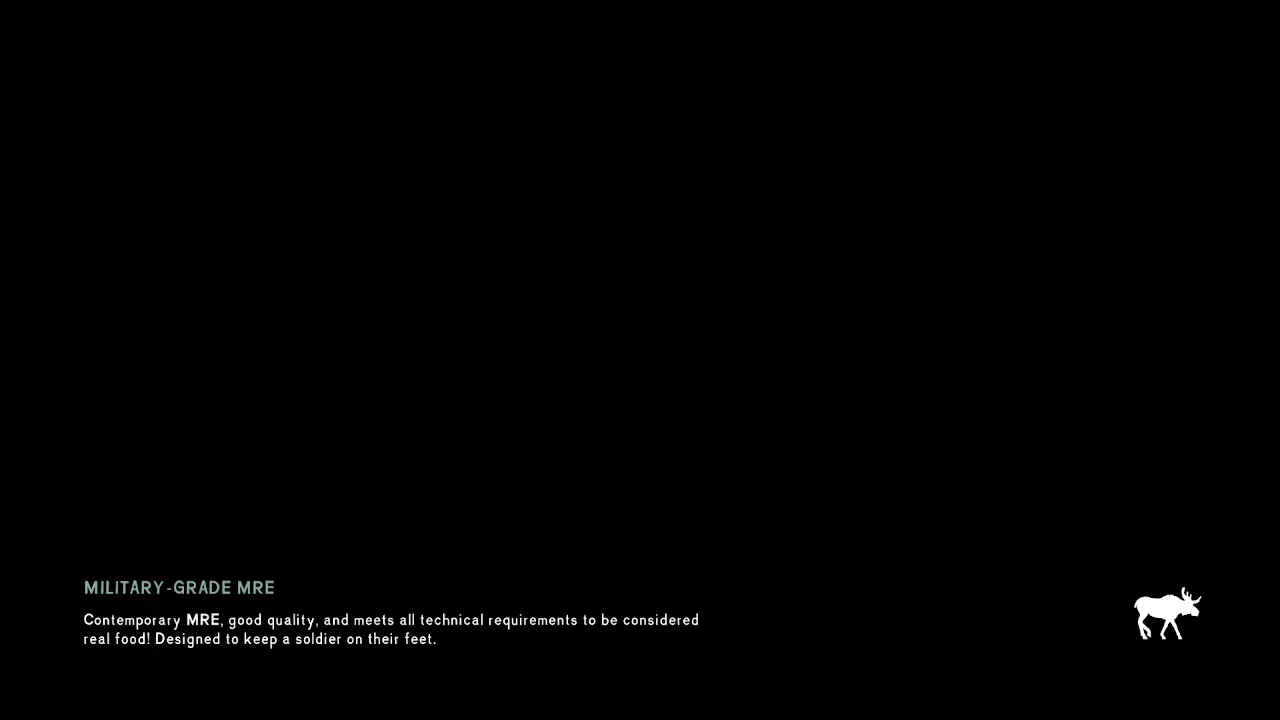 MILITARY-GRADE MRE
Contemporary MRE, good quality, and meets all technical requirements to be considered
real food! Designed to keep a soldier on their feet.